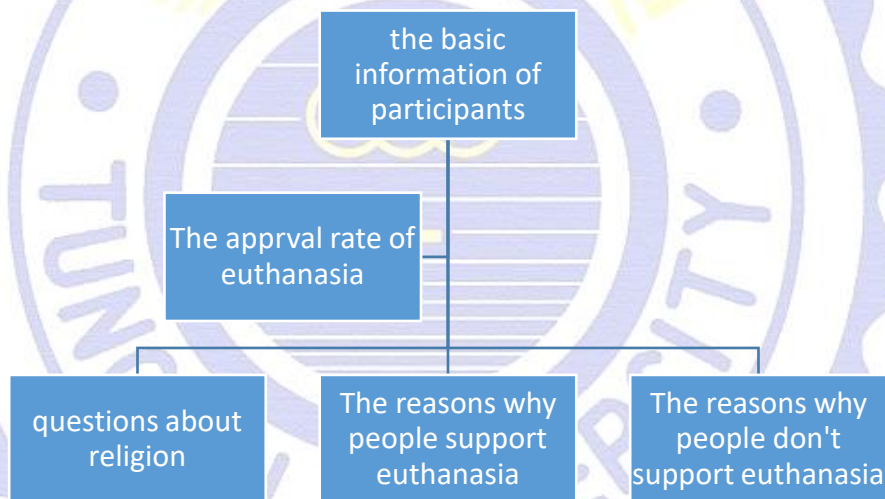 the basic
information of
participants
The apprval rate of
euthanasia
questions about
religion
The reasons why
people support
euthanasia
The reasons why
people don't
support euthanasia
TUNG